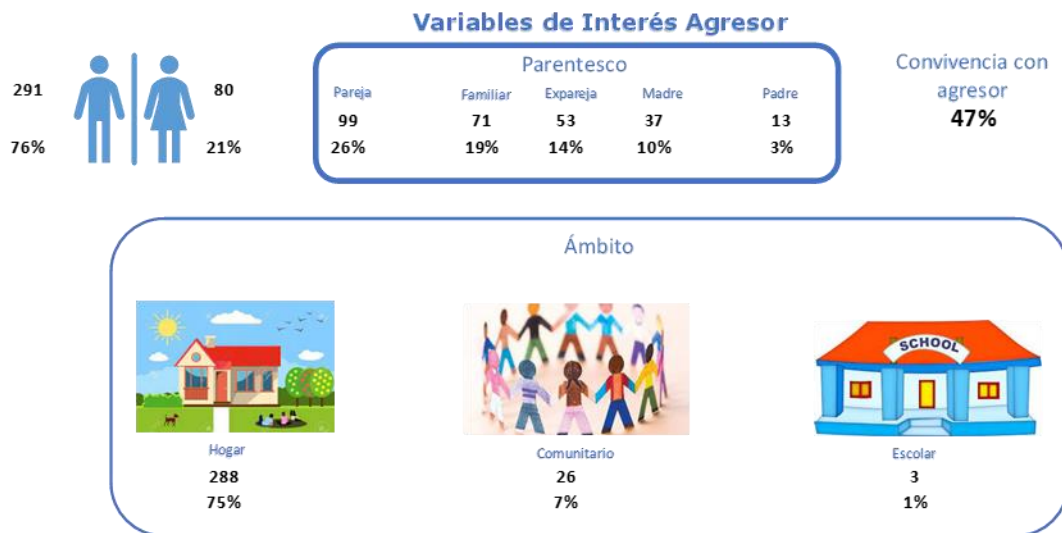 Variables de Interés Agresor
291
80
76%
21%
Parentesco
Pareja Familiar Expareja Madre Padre
99 71 53 37 13
26% 19% 14% 10% 3%
Convivencia con
agresor
47%
Ámbito
SCHOOL
Hogar Comunitario Escolar
288 26 3
75% 7% 1%